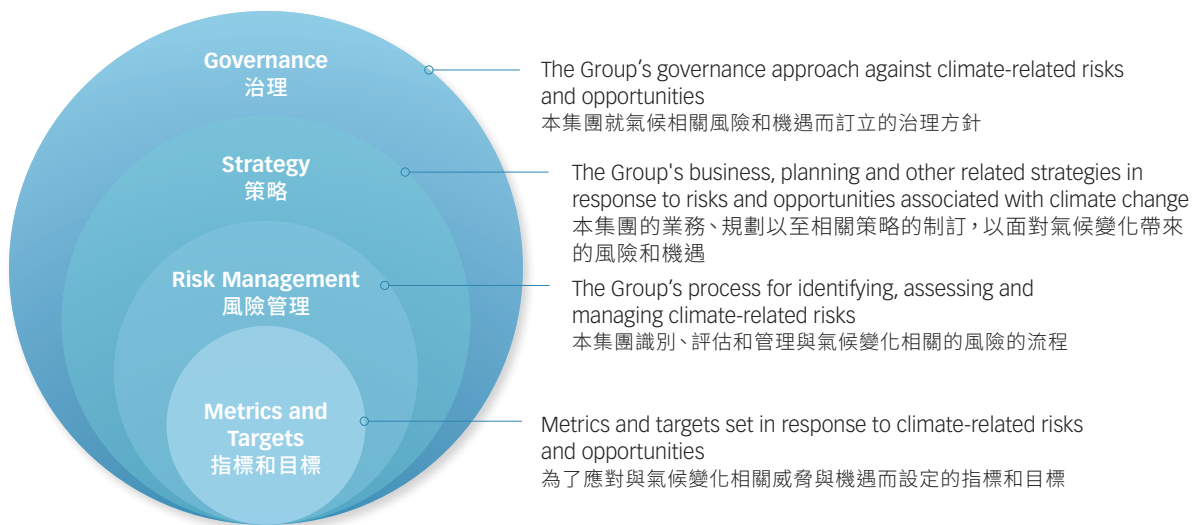 Governance
治理
The Group’s governance approach against climate-related risks
and opportunities
本集團就氣候相關風險和機遇而訂立的治理方針
Strategy
策略
The Group's business, planning and other related strategies in
response to risks and opportunities associated with climate change
本集團的業務、規劃以至相關策略的制訂，以面對氣候變化帶來
的風險和機遇
Risk Management
風險管理
The Group’s process for identifying, assessing and
managing climate-related risks
本集團識別、評估和管理與氣候變化相關的風險的流程
Metrics and
Targets
指標和目標
Metrics and targets set in response to climate-related risks
and opportunities
為了應對與氣候變化相關威脅與機遇而設定的指標和目標